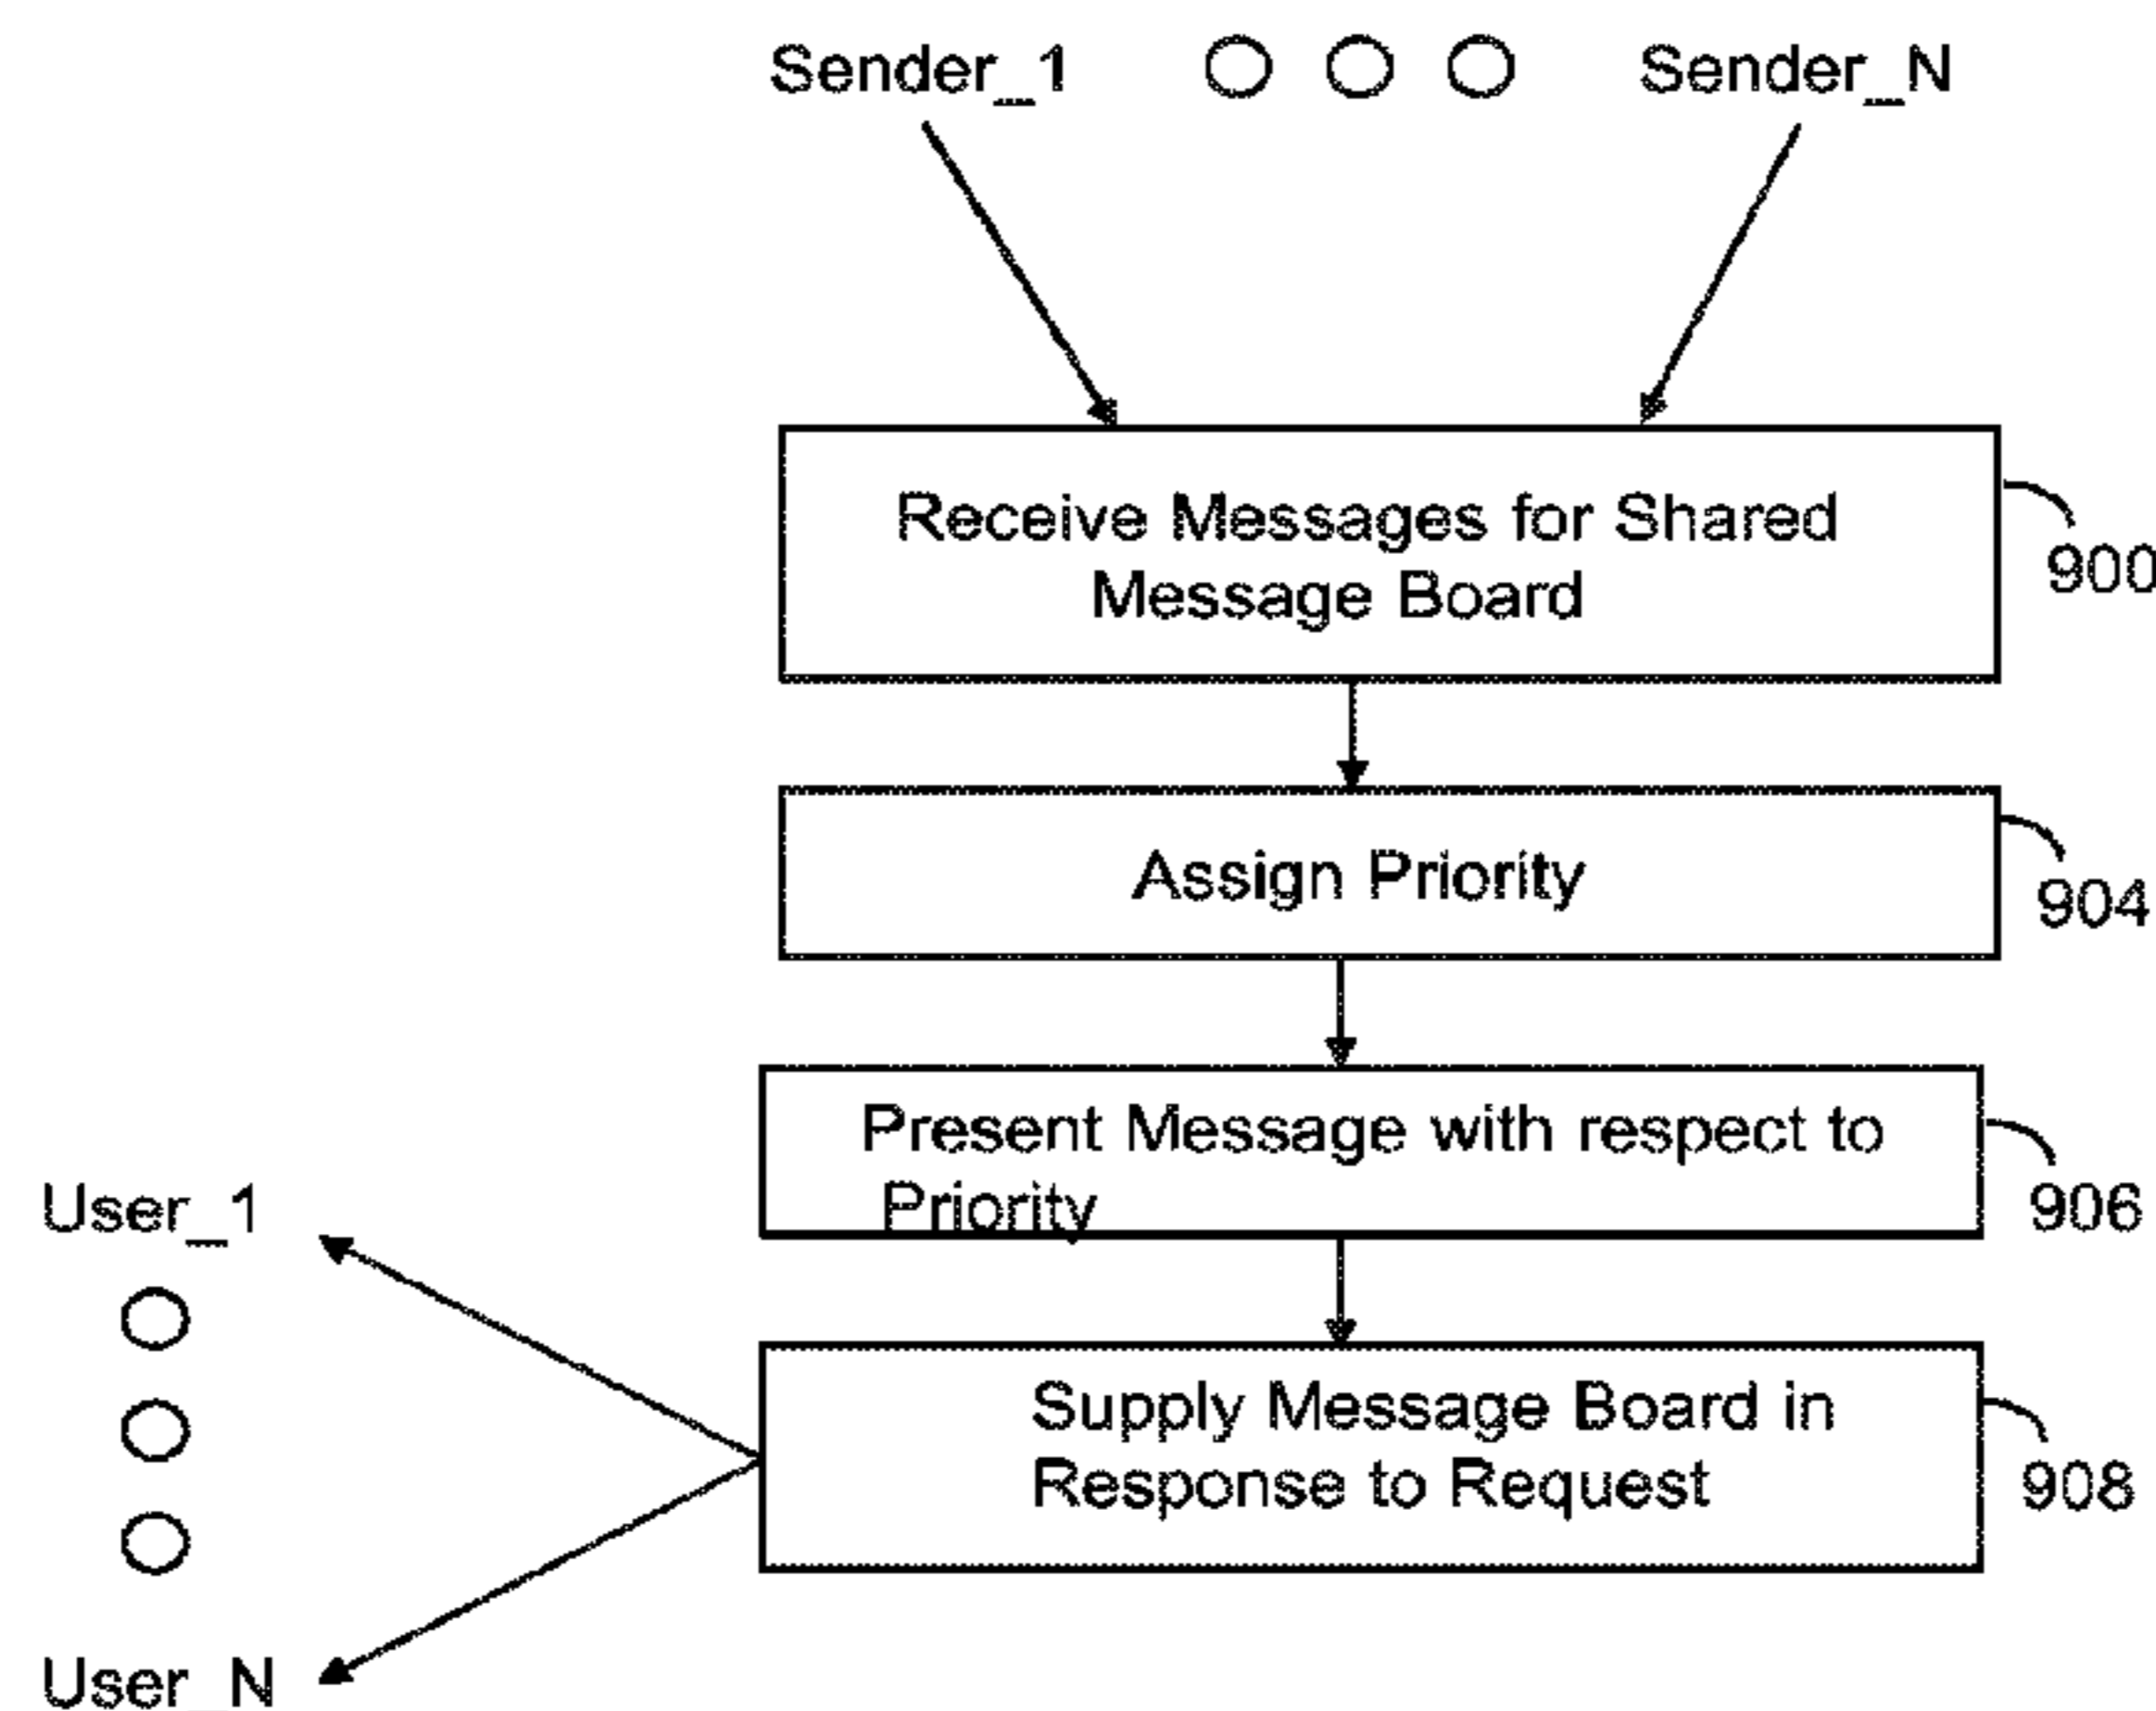 Sender_1 Sender_N
Receive Messages for Shared
Message Board
900
Assign Priority
904
Present Message with respect to
Priority
906
User_1
Supply Message Board in
Response to Request
908
User_N